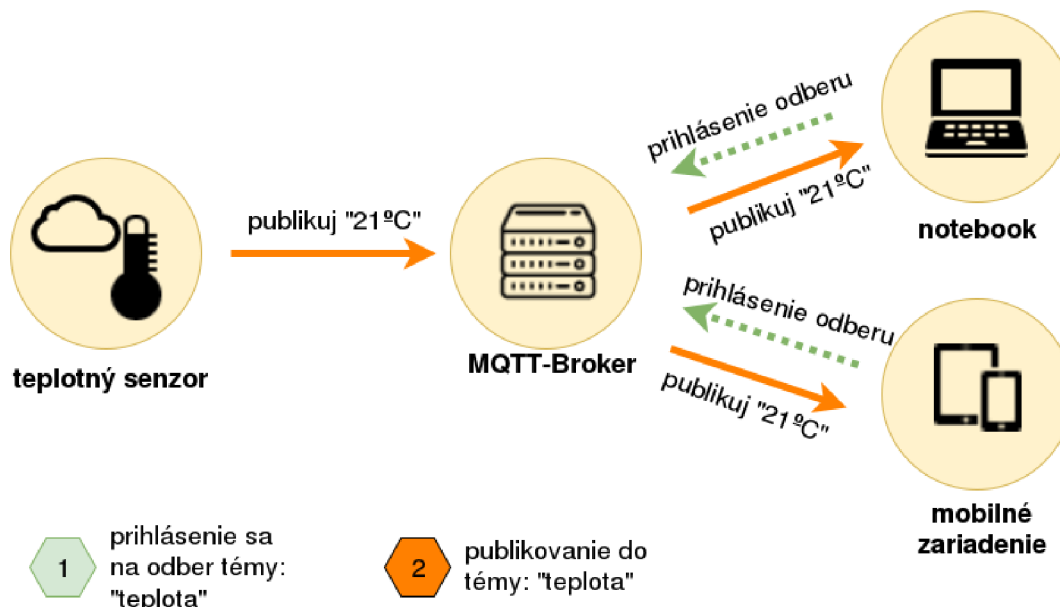 publikuj "21ºC"
teplotný senzor
MQTT-Broker
prihlásenie odberu
publikuj "21ºC"
notebook
prihlásenie odberu
publikuj "21ºC"
mobilné
zariadenie
1
prihlásenie sa
na odber témy:
"teplota"
2
publikovanie do
témy: "teplota"